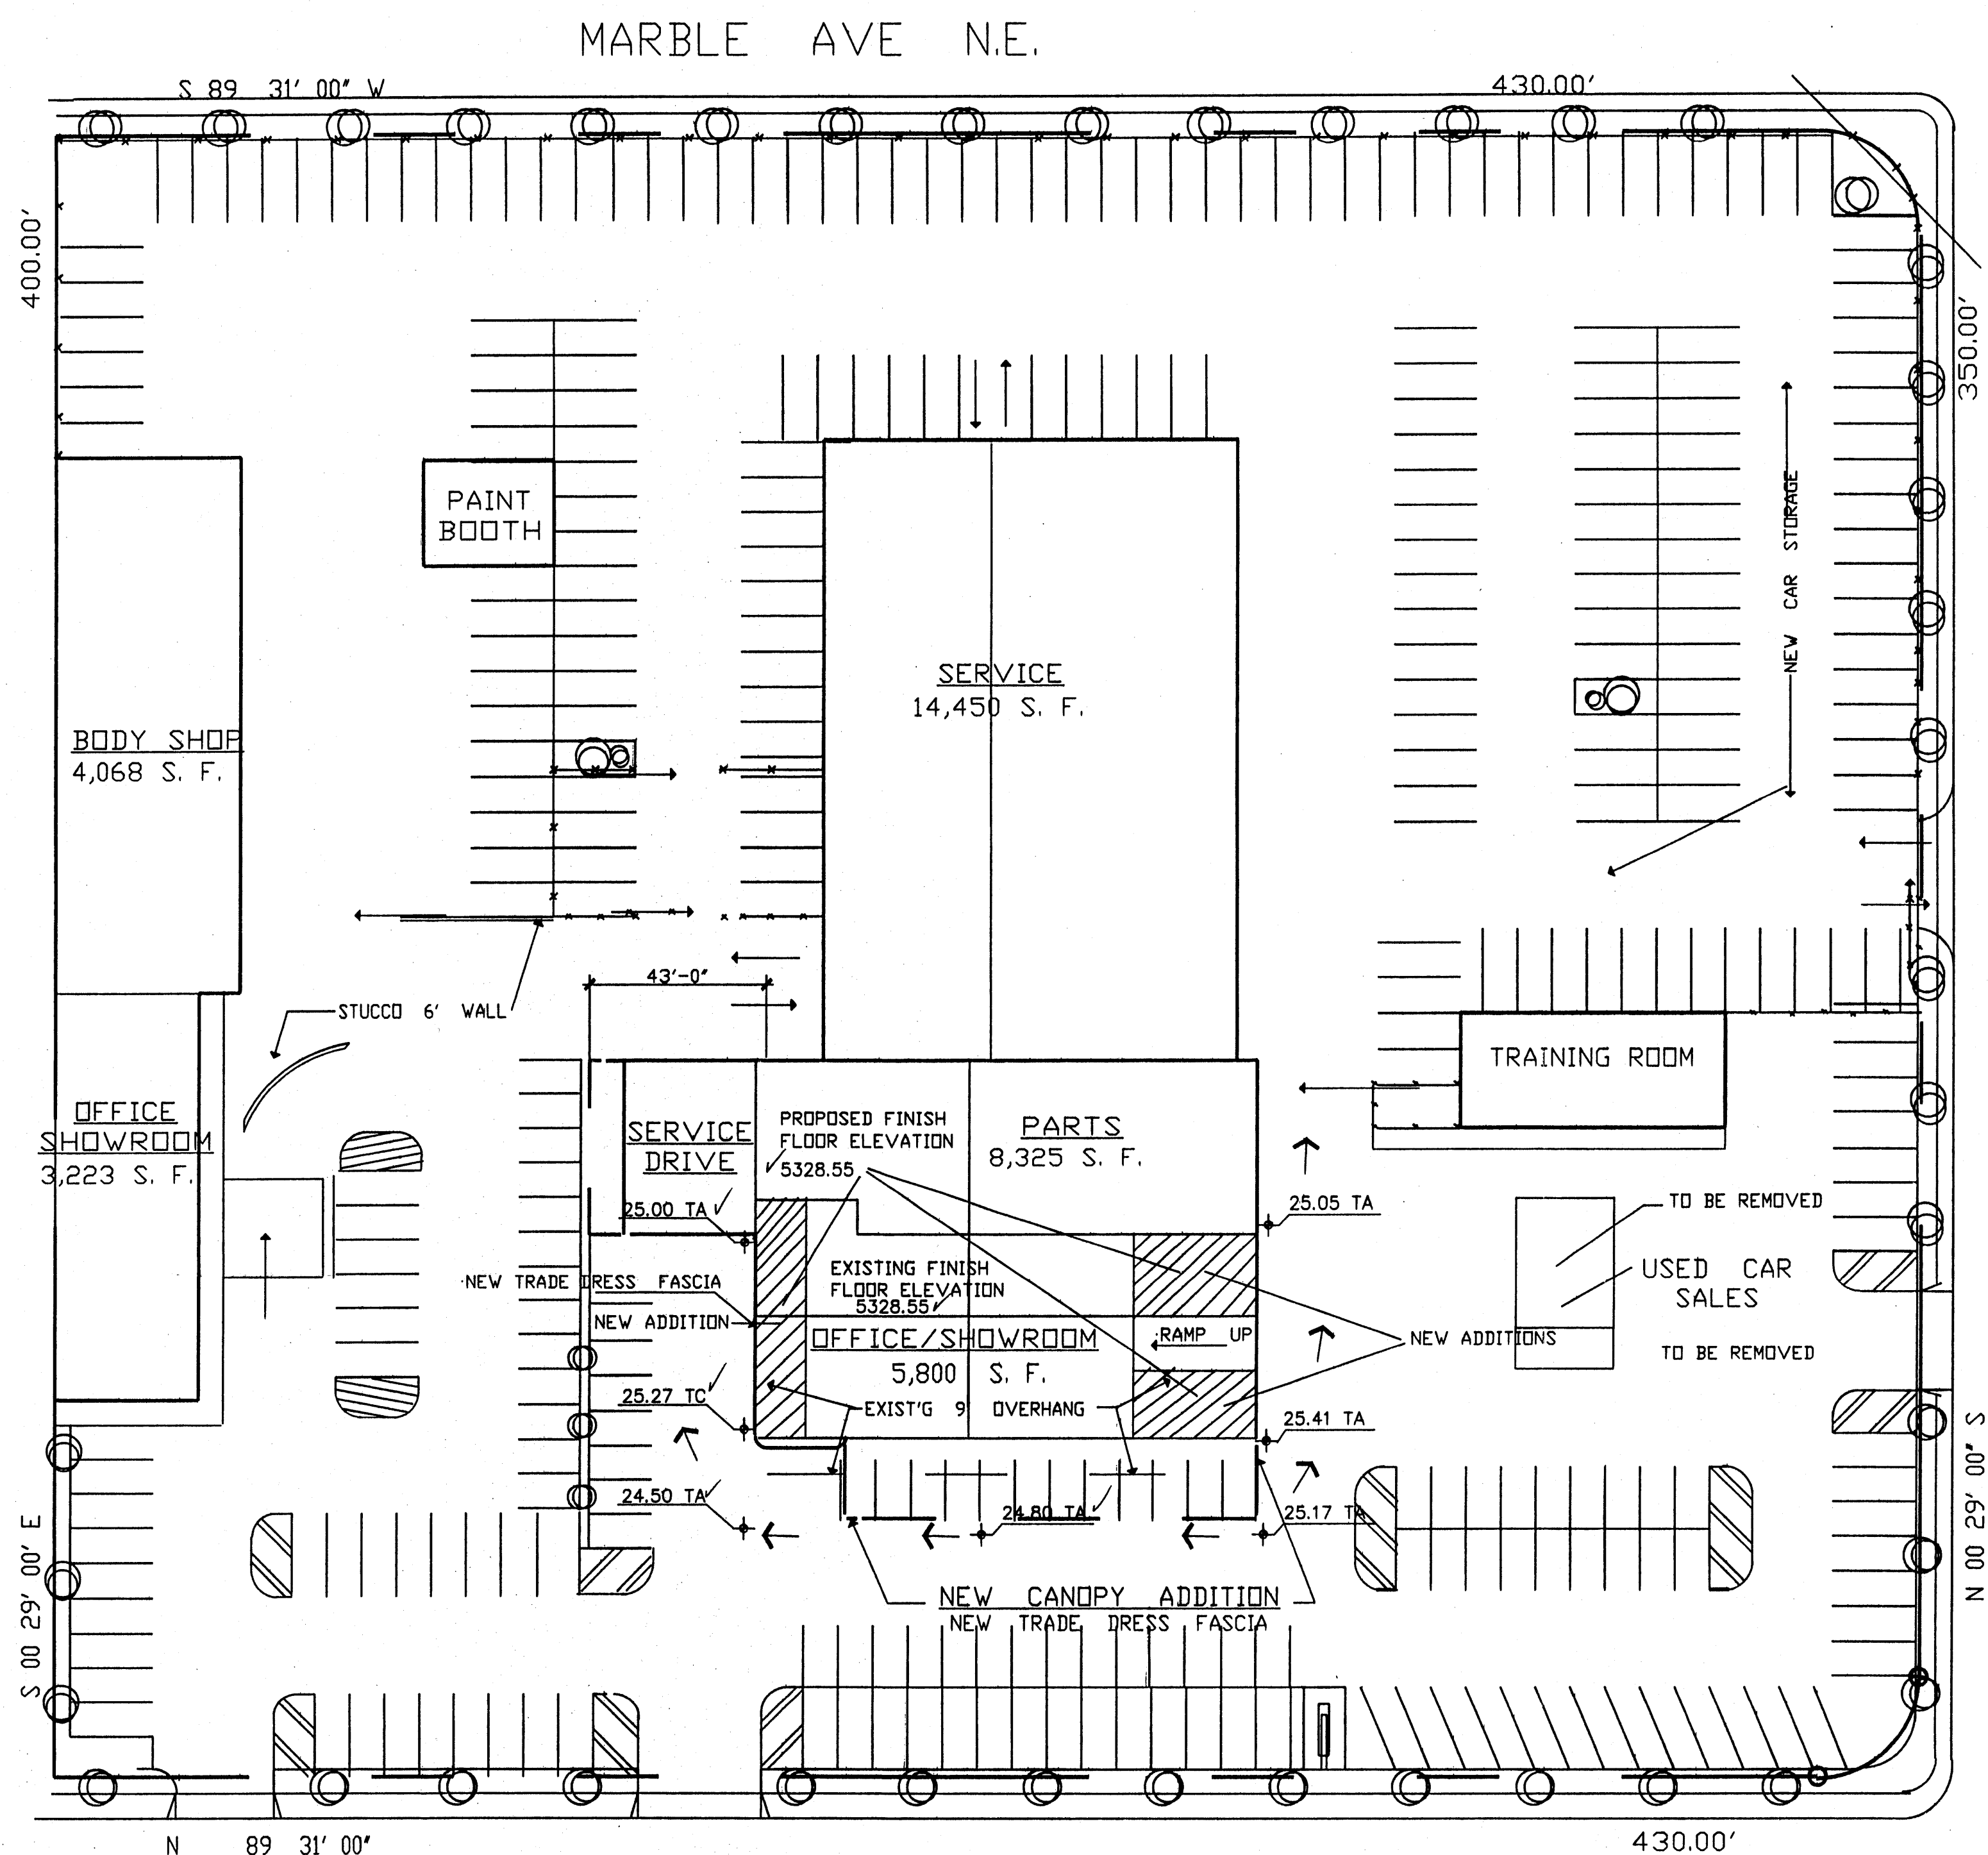 MARBLE AVE N.E.
S 89 31' 00" W
430.00'
400.00'
350.00'
PAINT
BOOTH
NEW CAR STORAGE
SERVICE
14,450 S. F.
BODY SHOP
4,068 S. F.
43'-0"
STUCCO 6' WALL
TRAINING ROOM
OFFICE
SHOWROOM
3,223 S. F.
SERVICE
DRIVE
PROPOSED FINISH
FLOOR ELEVATION
5328.55
PARTS
8,325 S. F.
25.00 TA
25.05 TA
TO BE REMOVED
NEW TRADE DRESS FASCIA
EXISTING FINISH
FLOOR ELEVATION
5328.55
USED CAR
SALES
NEW ADDITION
OFFICE/SHOWROOM
5,800 S. F.
RAMP UP
NEW ADDITIONS
TO BE REMOVED
25.27 TC
EXIST'G 9' OVERHANG
25.41 TA
24.50 TA
24.80 TA
25.17 TA
S 00 29' 00' E
N 00 29' 00" S
NEW CANOPY ADDITION
NEW TRADE DRESS FASCIA
N 89 31' 00"
430.00'